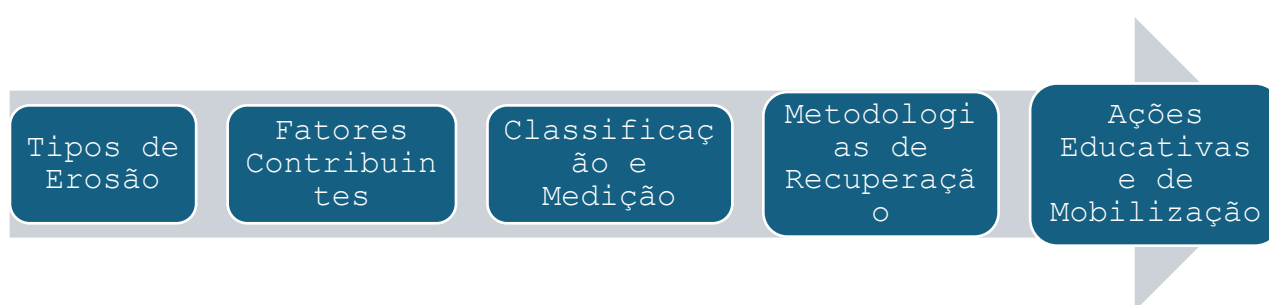 Tipos de
Erosão
Fatores
Contribuin
tes
Classificaç
ão e
Medição
Metodologi
as de
Recuperaçã
o
Ações
Educativas
e de
Mobilização